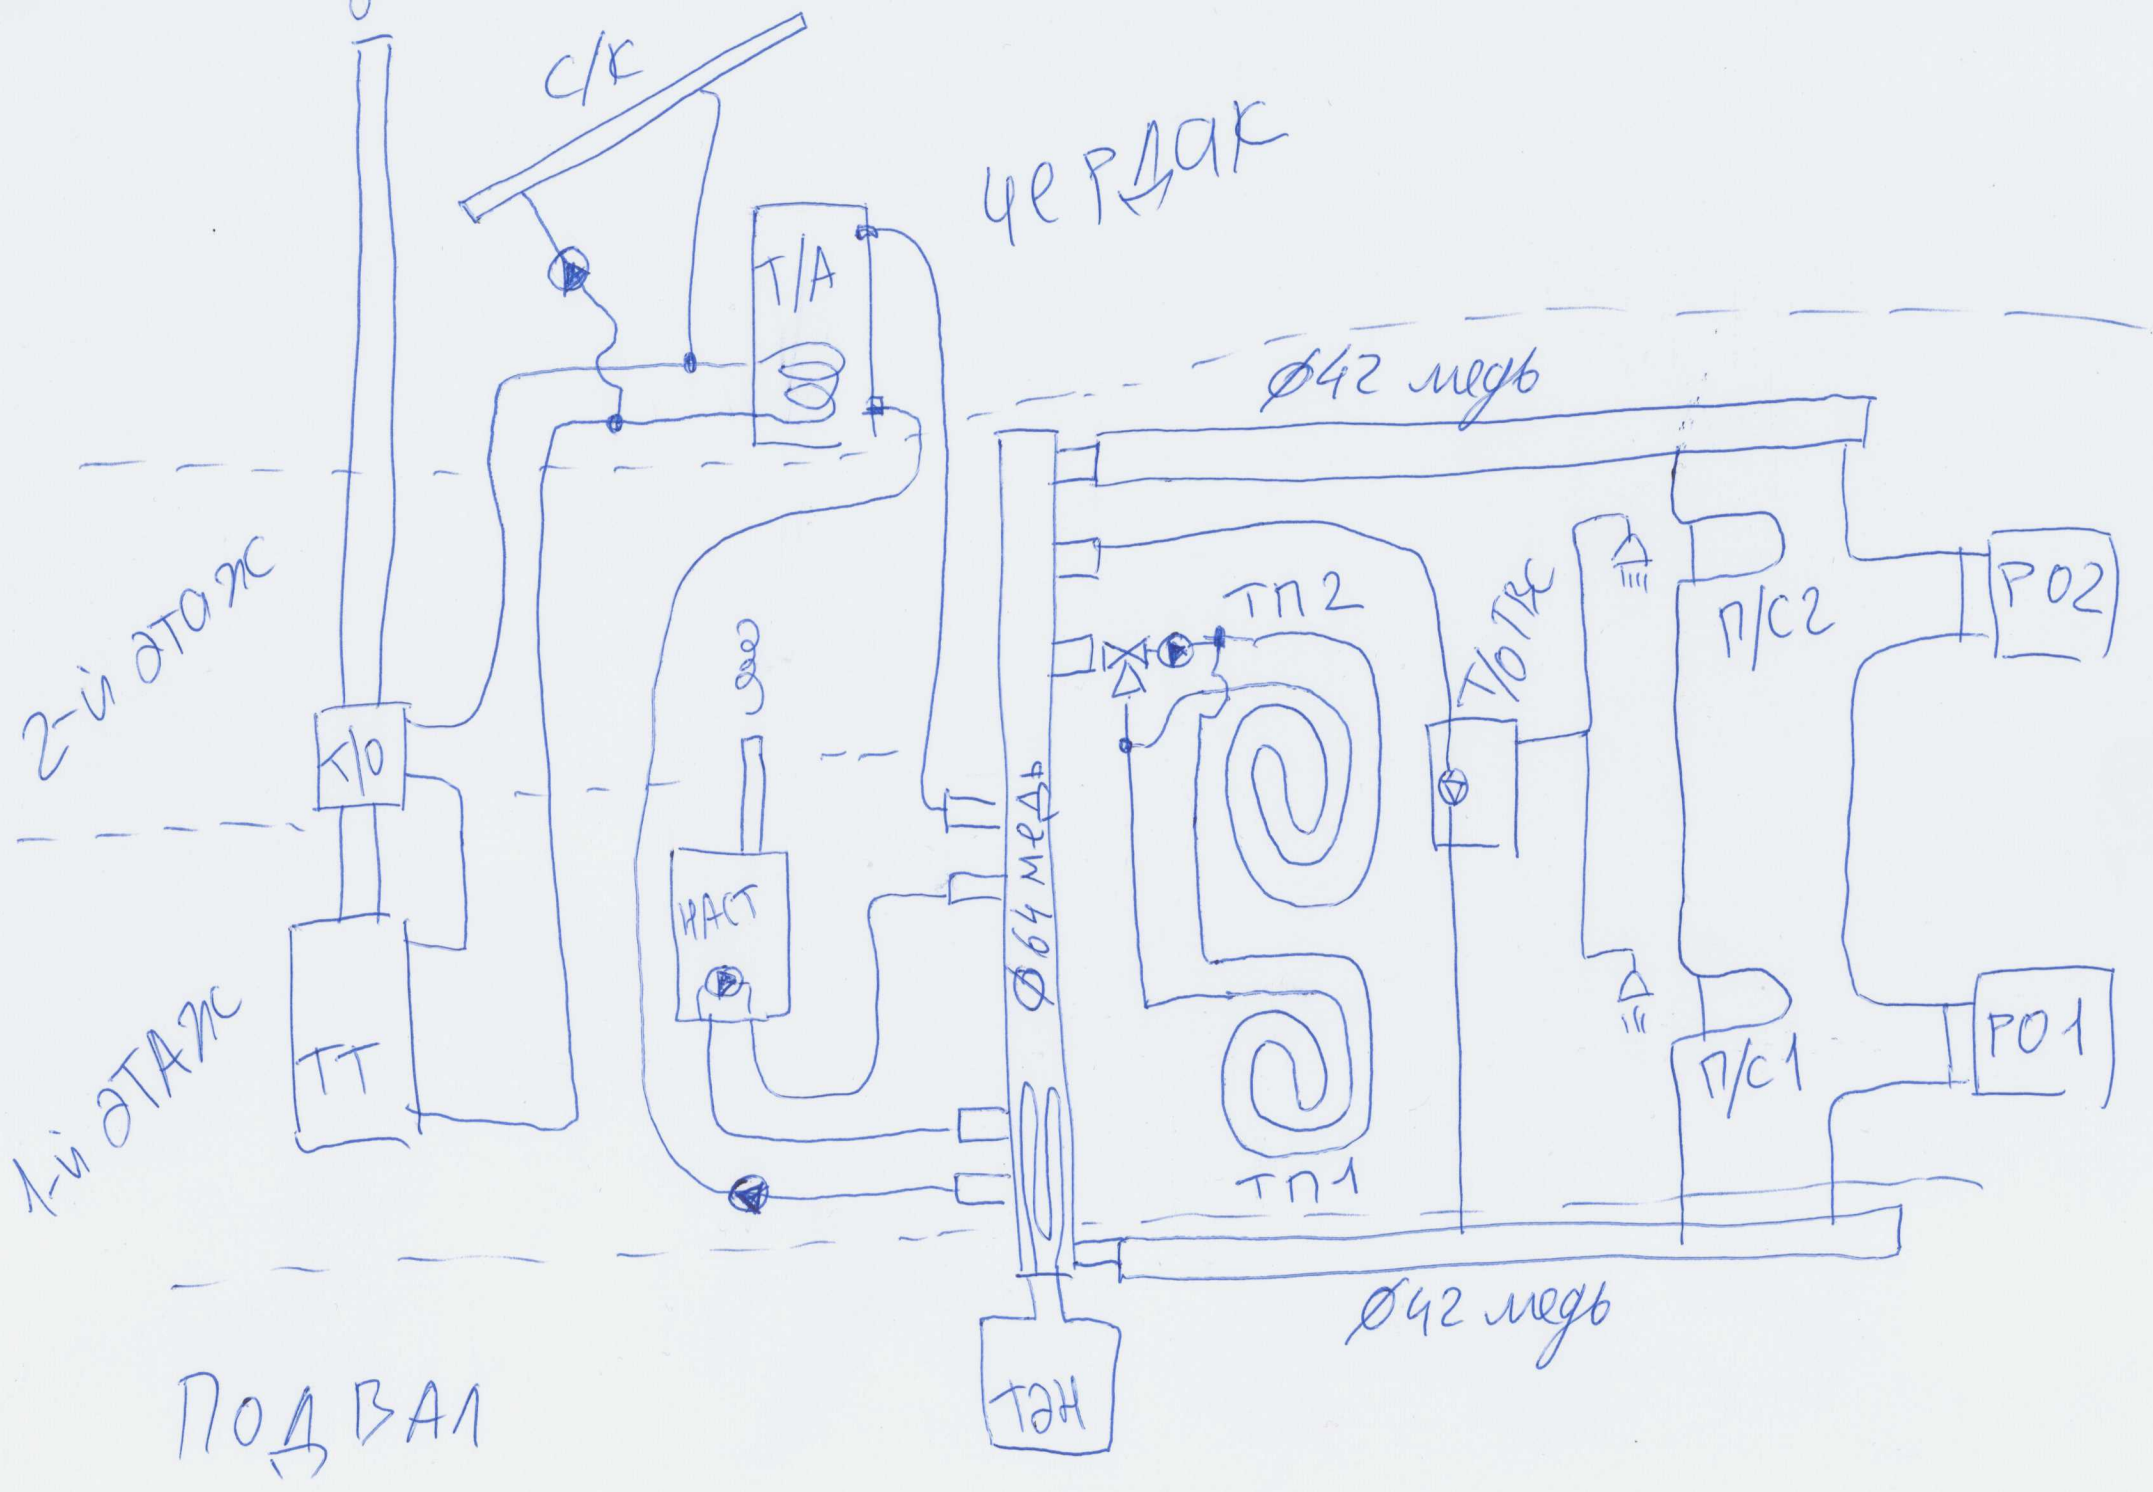 С/К
чердак
Т/А
ø42 медь
2-й этаж
ТП2
Т/О ГВС
П/С2
РО2
Т/О
ø64 медь
НАСТ
1-й этаж
ТТ
П/С1
РО1
ТП1
ø42 медь
ТЭН
ПОДВАЛ